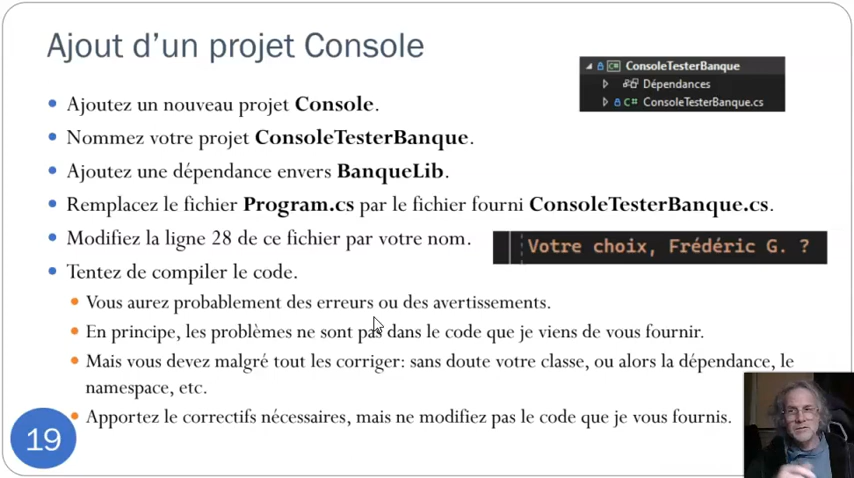 Ajout d'un projet Console
ConsoleTesterBanque
Dépendances
ConsoleTesterBanque.cs
Ajoutez un nouveau projet Console.
Nommez votre projet ConsoleTesterBanque.
Ajoutez une dépendance envers BanqueLib.
Remplacez le fichier Program.cs par le fichier fourni ConsoleTesterBanque.cs.
Modifiez la ligne 28 de ce fichier par votre nom.
Votre choix, Frédéric G. ?
Tentez de compiler le code.
Vous aurez probablement des erreurs ou des avertissements.
En principe, les problèmes ne sont pas dans le code que je viens de vous fournir.
Mais vous devez malgré tout les corriger: sans doute votre classe, ou alors la dépendance, le
namespace, etc.
Apportez le correctifs nécessaires, mais ne modifiez pas le code que je vous fournis.
19